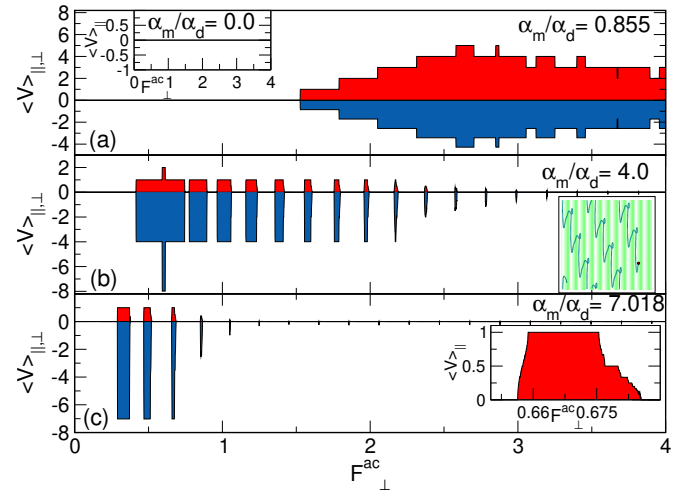 α_m/α_d = 0.0
<V>_||
0.5
0
-0.5
-1
0 1 2 3 4
F^ac_⊥
α_m/α_d = 0.855
<V>_||,⊥
8
6
4
2
0
-2
-4
(a)
α_m/α_d = 4.0
<V>_||,⊥
2
0
-2
-4
-6
-8
(b)
α_m/α_d = 7.018
<V>_||,⊥
0
-2
-4
-6
-8
(c)
<V>_||
1
0.5
0
0.66 F^ac_⊥ 0.675
0 1 2 3 4
F^ac_⊥